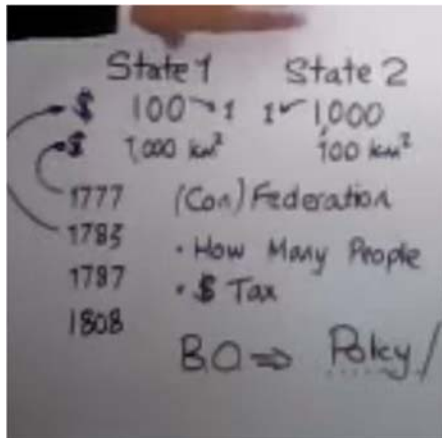 State 1 State 2
$ 100 → 1 1 ← 1,000
$ 1,000 km² 100 km²
1777 (Con) Federation
1785 • How Many People
1787 • $ Tax
1808
B.O ⇒ Policy/